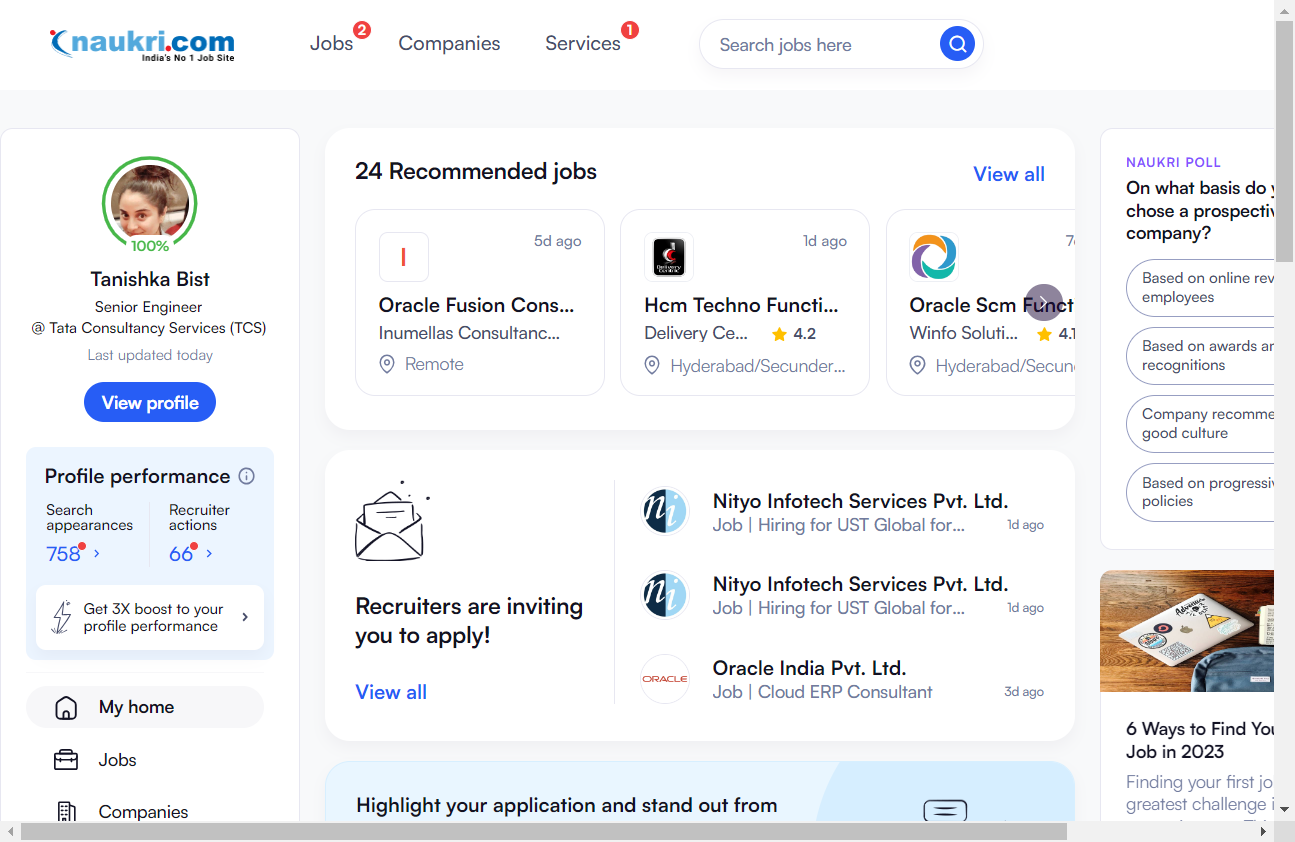 naukri.com
India's No 1 Job Site
Jobs 2
Companies
Services 1
Search jobs here
100%
Tanishka Bist
Senior Engineer
@ Tata Consultancy Services (TCS)
Last updated today
View profile
Profile performance
Search
appearances
758
Recruiter
actions
66
Get 3X boost to your
profile performance
My home
Jobs
Companies
24 Recommended jobs
View all
I
5d ago
Oracle Fusion Cons...
Inumellas Consultanc...
Remote
1d ago
Hcm Techno Functi...
Delivery Ce... 4.2
Hyderabad/Secunder...
Oracle Scm Funct
Winfo Soluti... 4.1
Hyderabad/Secun
Recruiters are inviting
you to apply!
View all
ni
Nityo Infotech Services Pvt. Ltd.
Job | Hiring for UST Global for... 1d ago
ni
Nityo Infotech Services Pvt. Ltd.
Job | Hiring for UST Global for... 1d ago
ORACLE
Oracle India Pvt. Ltd.
Job | Cloud ERP Consultant 3d ago
Highlight your application and stand out from
NAUKRI POLL
On what basis do
chose a prospectiv
company?
Based on online rev
employees
Based on awards an
recognitions
Company recomme
good culture
Based on progressiv
policies
6 Ways to Find You
Job in 2023
Finding your first jo
greatest challenge i